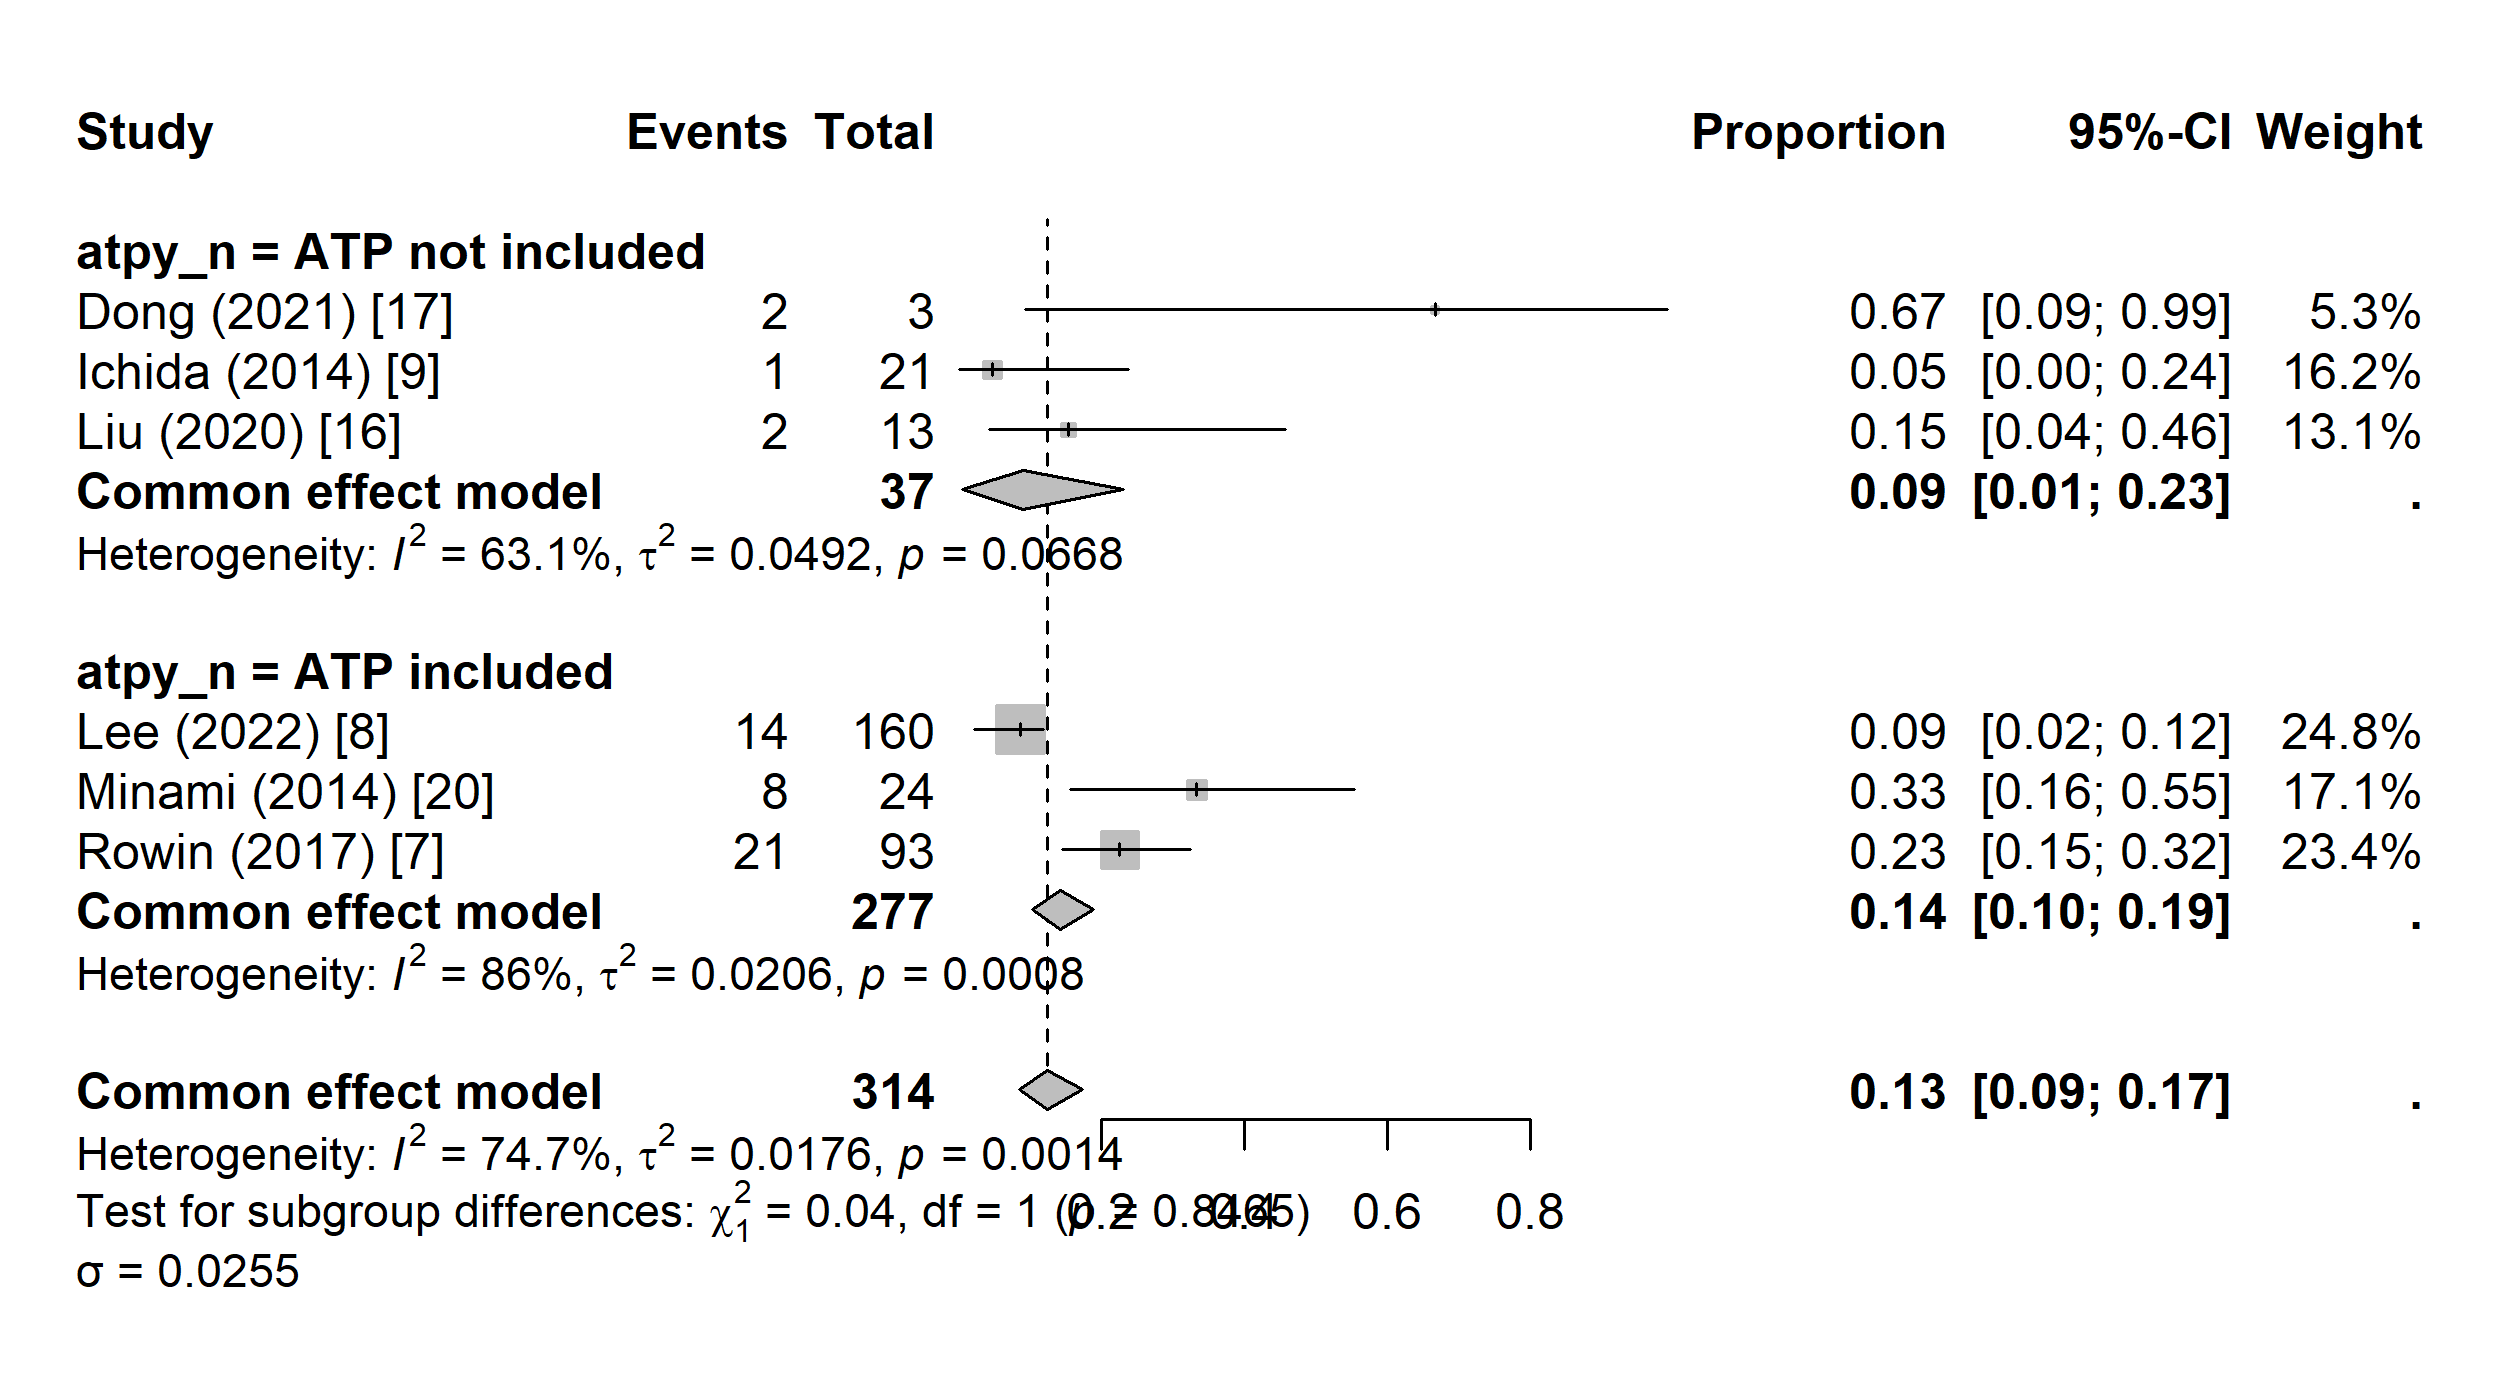 Study Events Total Proportion 95%-CI Weight
atpy_n = ATP not included
Dong (2021) [17] 2 3 0.67 [0.09; 0.99] 5.3%
Ichida (2014) [9] 1 21 0.05 [0.00; 0.24] 16.2%
Liu (2020) [16] 2 13 0.15 [0.04; 0.46] 13.1%
Common effect model 37 0.09 [0.01; 0.23] .
Heterogeneity: I² = 63.1%, τ² = 0.0492, p = 0.0668
atpy_n = ATP included
Lee (2022) [8] 14 160 0.09 [0.02; 0.12] 24.8%
Minami (2014) [20] 8 24 0.33 [0.16; 0.55] 17.1%
Rowin (2017) [7] 21 93 0.23 [0.15; 0.32] 23.4%
Common effect model 277 0.14 [0.10; 0.19] .
Heterogeneity: I² = 86%, τ² = 0.0206, p = 0.0008
Common effect model 314 0.13 [0.09; 0.17] .
Heterogeneity: I² = 74.7%, τ² = 0.0176, p = 0.0014
Test for subgroup differences: χ²₁ = 0.04, df = 1 (p = 0.8465)
0.2 0.4 0.6 0.8
σ = 0.0255